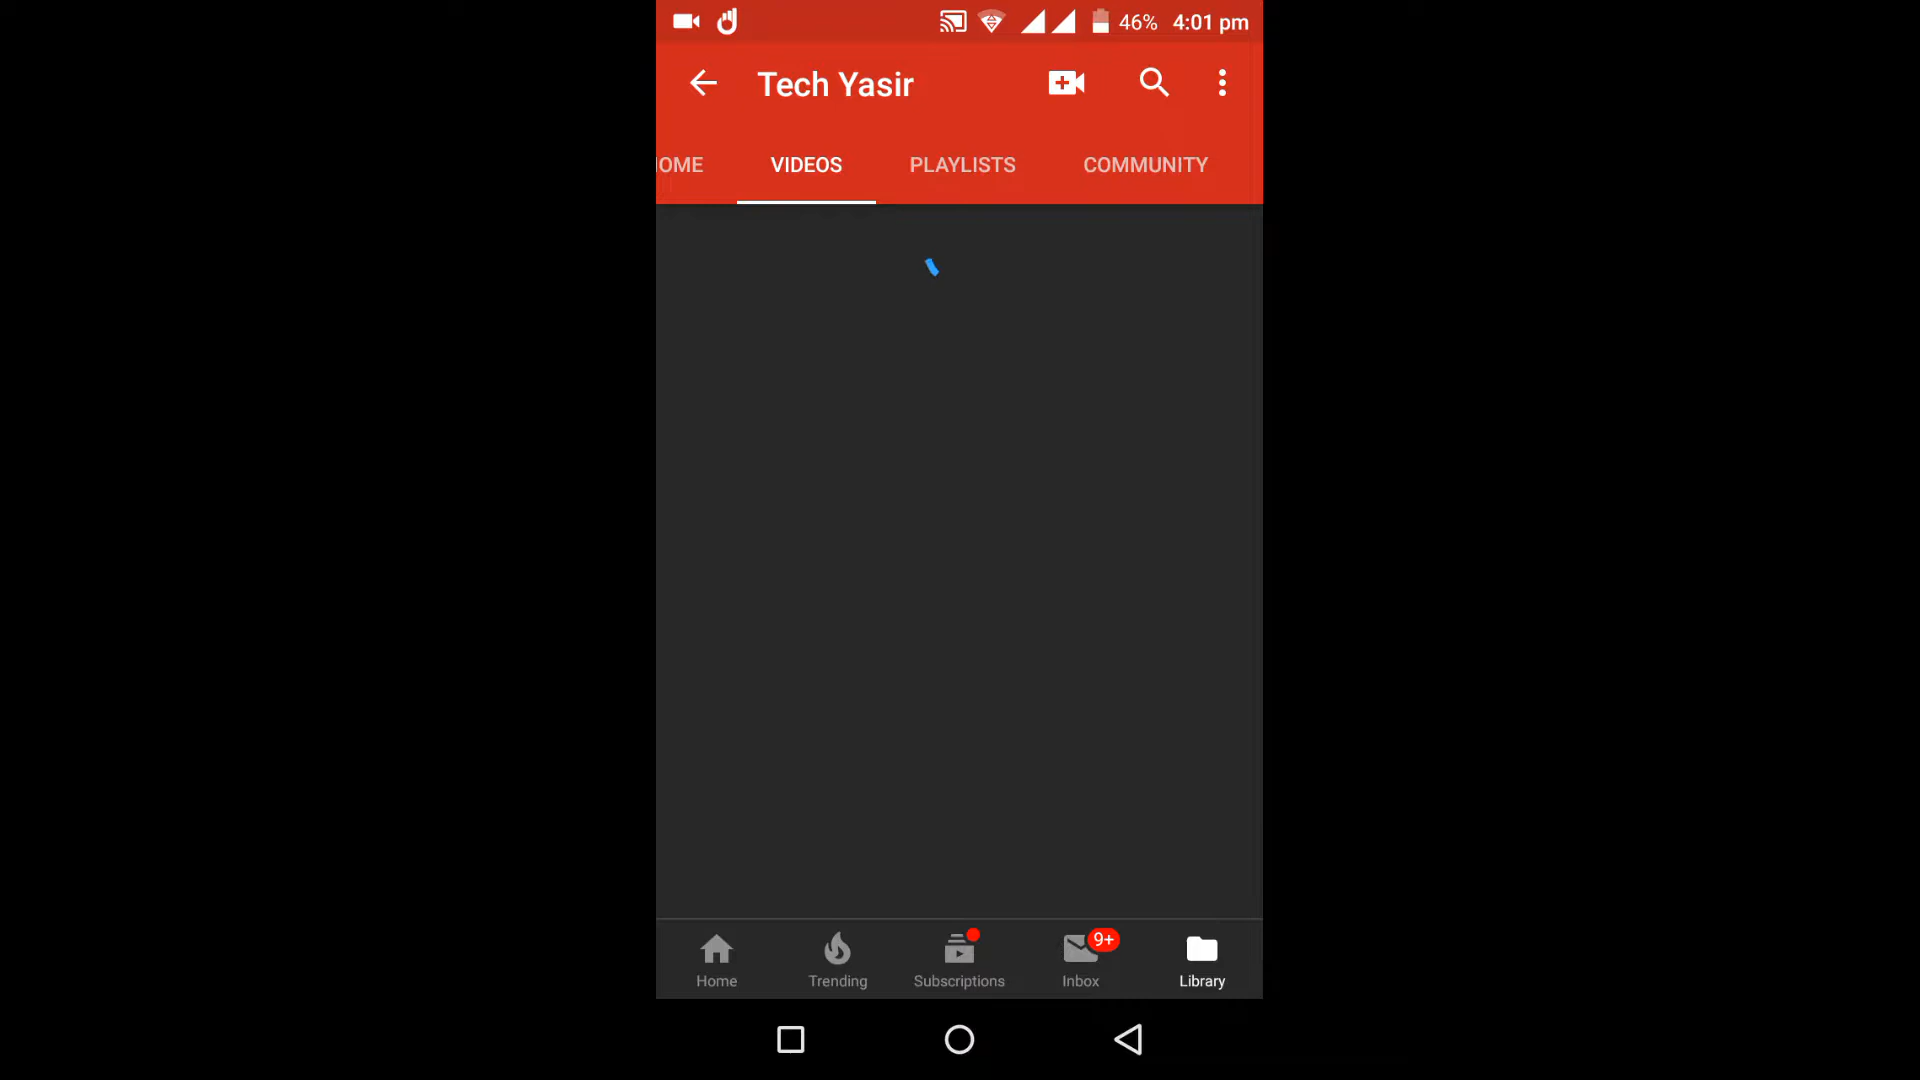 46% 4:01 pm
Tech Yasir
OME VIDEOS PLAYLISTS COMMUNITY
9+
Home Trending Subscriptions Inbox Library